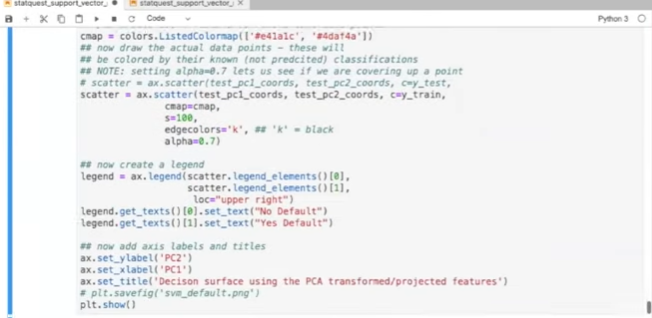 statquest_support_vector_j
statquest_support_vector_j
Code
Python 3
cmap = colors.ListedColormap(['#e41a1c', '#4daf4a'])
## now draw the actual data points - these will
## be colored by their known (not predcited) classifications
## NOTE: setting alpha=0.7 lets us see if we are covering up a point
# scatter = ax.scatter(test_pc1_coords, test_pc2_coords, c=y_test,
scatter = ax.scatter(test_pc1_coords, test_pc2_coords, c=y_train,
cmap=cmap,
s=100,
edgecolors='k', ## 'k' = black
alpha=0.7)
## now create a legend
legend = ax.legend(scatter.legend_elements()[0],
scatter.legend_elements()[1],
loc="upper right")
legend.get_texts()[0].set_text("No Default")
legend.get_texts()[1].set_text("Yes Default")
## now add axis labels and titles
ax.set_ylabel('PC2')
ax.set_xlabel('PC1')
ax.set_title('Decison surface using the PCA transformed/projected features')
# plt.savefig('svm_default.png')
plt.show()